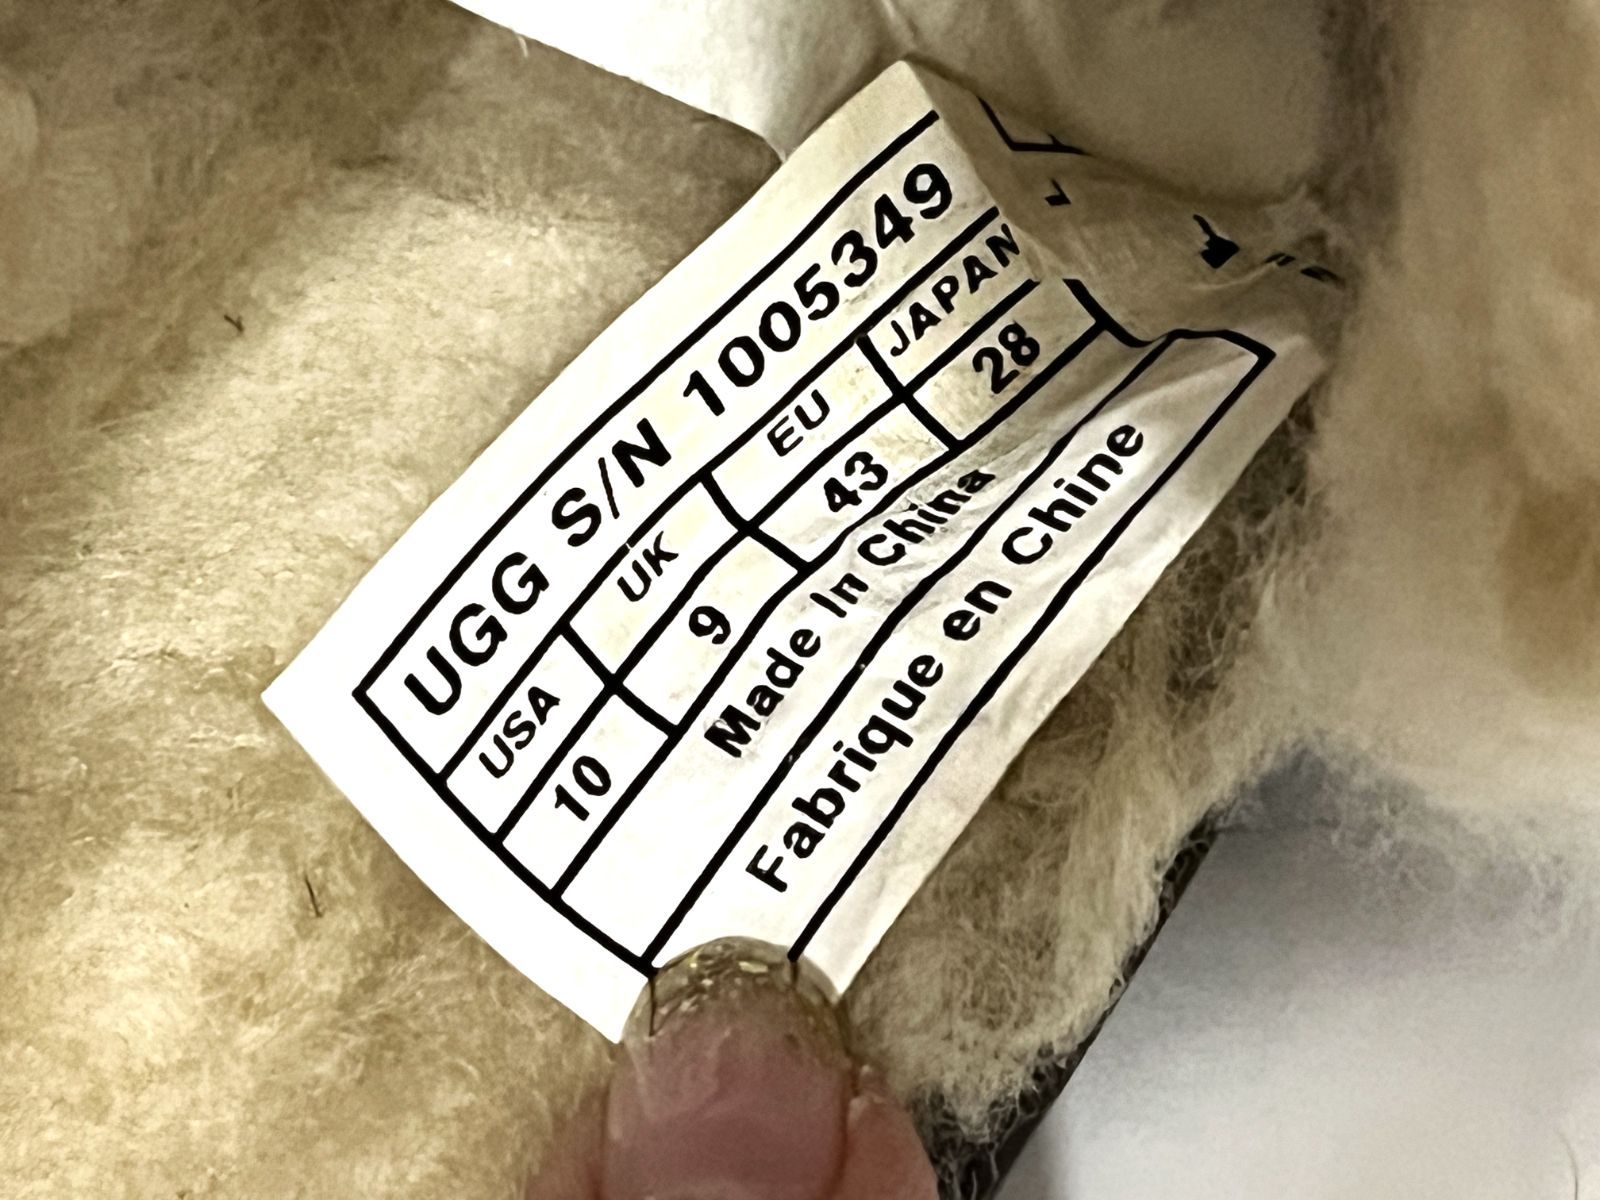 UGG S/N 1005349
USA UK EU JAPAN
10 9 43 28
Made In China
Fabrique en Chine